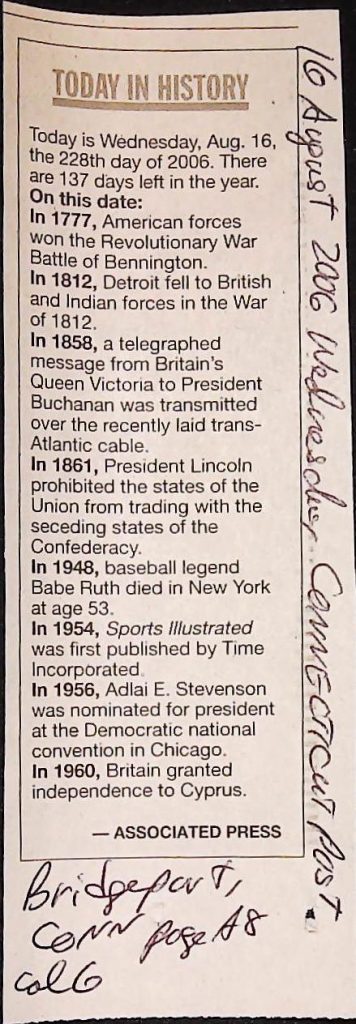 TODAY IN HISTORY
Today is Wednesday, Aug. 16,
the 228th day of 2006. There
are 137 days left in the year.
On this date:
In 1777, American forces
won the Revolutionary War
Battle of Bennington.
In 1812, Detroit fell to British
and Indian forces in the War
of 1812.
In 1858, a telegraphed
message from Britain's
Queen Victoria to President
Buchanan was transmitted
over the recently laid trans-
Atlantic cable.
In 1861, President Lincoln
prohibited the states of the
Union from trading with the
seceding states of the
Confederacy.
In 1948, baseball legend
Babe Ruth died in New York
at age 53.
In 1954, Sports Illustrated
was first published by Time
Incorporated.
In 1956, Adlai E. Stevenson
was nominated for president
at the Democratic national
convention in Chicago.
In 1960, Britain granted
independence to Cyprus.
— ASSOCIATED PRESS
16 August 2006 Wednesday CONNECTICUT Post
Bridgeport,
CONN page A8
col 6